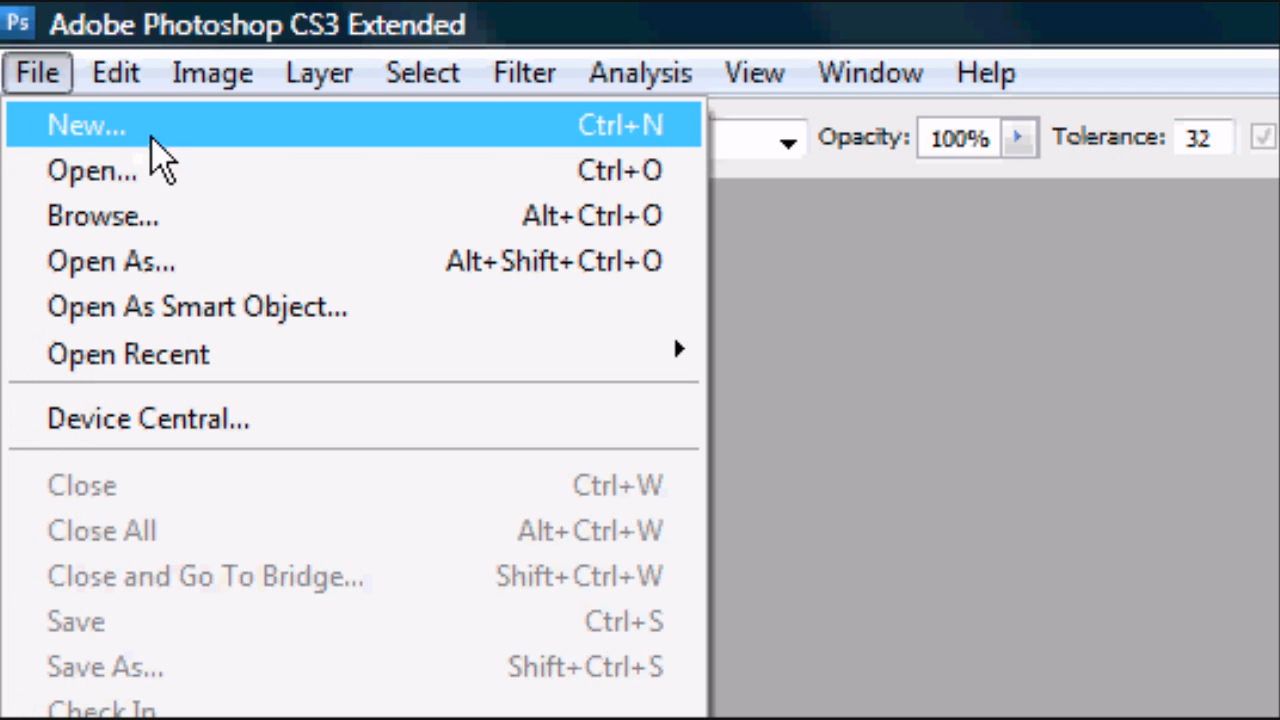 Ps Adobe Photoshop CS3 Extended
File Edit Image Layer Select Filter Analysis View Window Help
New... Ctrl+N
Opacity: 100% Tolerance: 32
Open... Ctrl+O
Browse... Alt+Ctrl+O
Open As... Alt+Shift+Ctrl+O
Open As Smart Object...
Open Recent
Device Central...
Close Ctrl+W
Close All Alt+Ctrl+W
Close and Go To Bridge... Shift+Ctrl+W
Save Ctrl+S
Save As... Shift+Ctrl+S
Check In